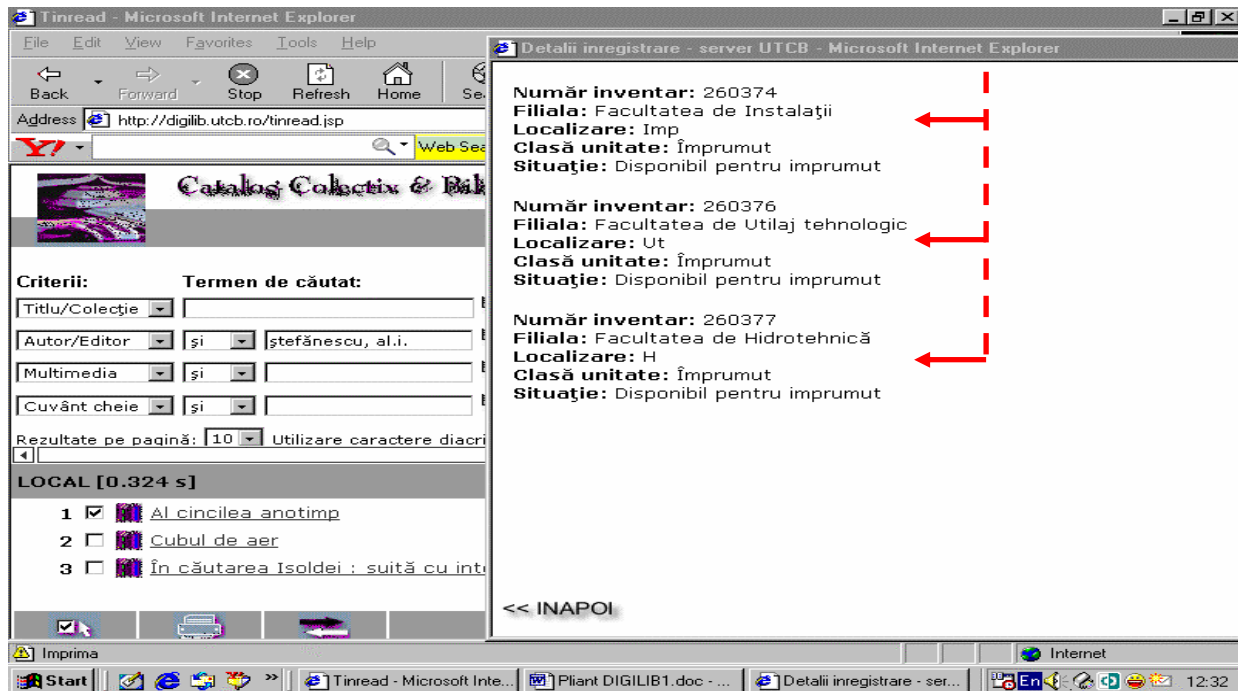 Tinread - Microsoft Internet Explorer
File Edit View Favorites Tools Help
Back Forward Stop Refresh Home
Address http://digilib.utcb.ro/tinread.jsp
Y! Web Sea
Catalog Colectiv & Bib
Criterii: Termen de căutat:
Titlu/Colecţie
Autor/Editor şi ştefănescu, al.i.
Multimedia şi
Cuvânt cheie şi
Rezultate pe pagină: 10 Utilizare caractere diacri
LOCAL [0.324 s]
1 Al cincilea anotimp
2 Cubul de aer
3 În căutarea Isoldei : suită cu inte
Detalii inregistrare - server UTCB - Microsoft Internet Explorer
Număr inventar: 260374
Filiala: Facultatea de Instalaţii
Localizare: Imp
Clasă unitate: Împrumut
Situaţie: Disponibil pentru imprumut
Număr inventar: 260376
Filiala: Facultatea de Utilaj tehnologic
Localizare: Ut
Clasă unitate: Împrumut
Situaţie: Disponibil pentru imprumut
Număr inventar: 260377
Filiala: Facultatea de Hidrotehnică
Localizare: H
Clasă unitate: Împrumut
Situaţie: Disponibil pentru imprumut
<< INAPOI
Imprima Internet
Start » Tinread - Microsoft Inte... Pliant DIGILIB1.doc - ... Detalii inregistrare - ser... En 12:32